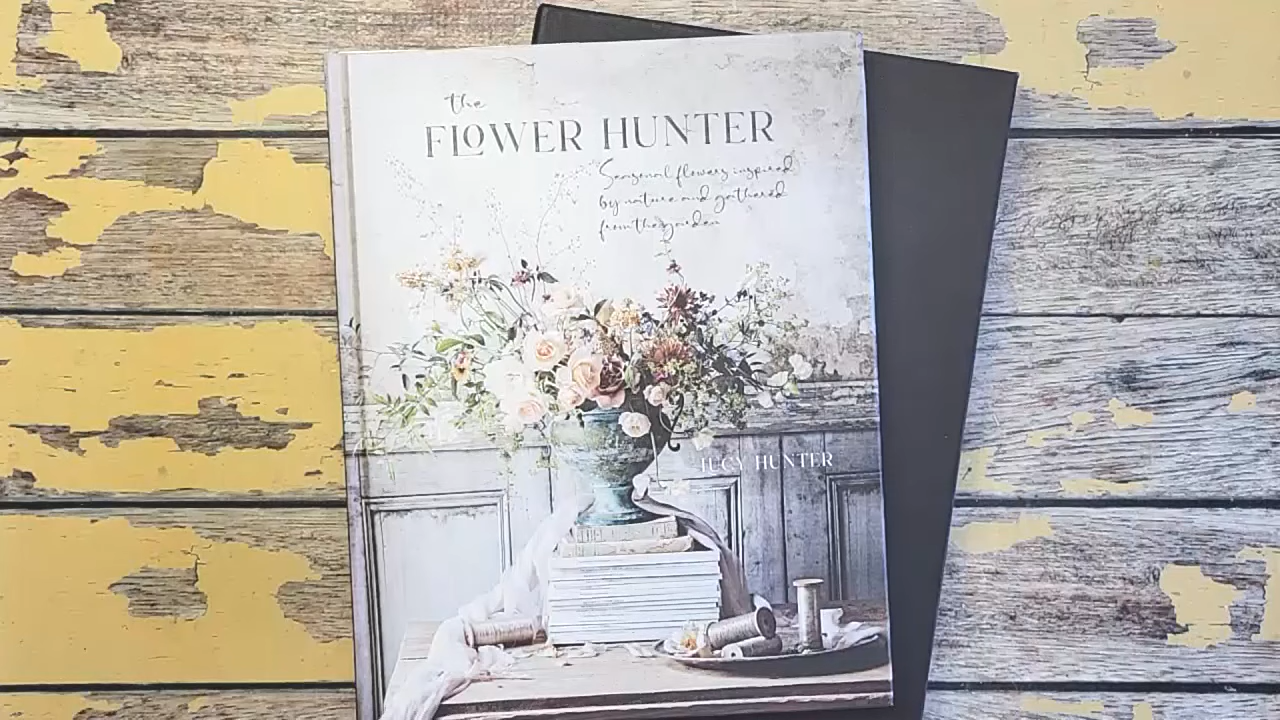 the
FLOWER HUNTER
Seasonal flowers inspired
by nature and gathered
from the garden
LUCY HUNTER